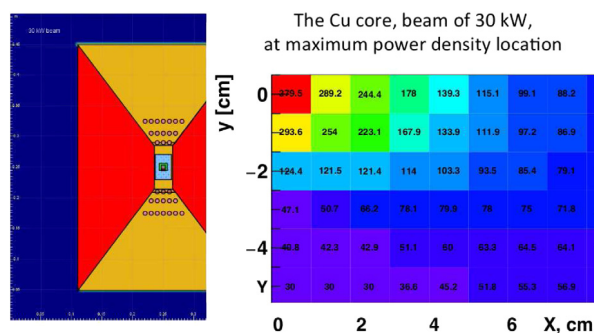 The Cu core, beam of 30 kW,
at maximum power density location
30 kW beam
y [cm]
0 379.5 289.2 244.4 178 139.3 115.1 99.1 88.2
293.6 254 223.1 167.9 133.9 111.9 97.2 86.9
-2 124.4 121.5 121.4 114 103.3 93.5 85.4 79.1
47.1 50.7 66.2 78.1 79.9 78 75 71.8
-4 40.8 42.3 42.9 51.1 60 63.3 64.5 64.1
Y 30 30 30 36.6 45.2 51.8 55.3 56.9
0 2 4 6 X, cm